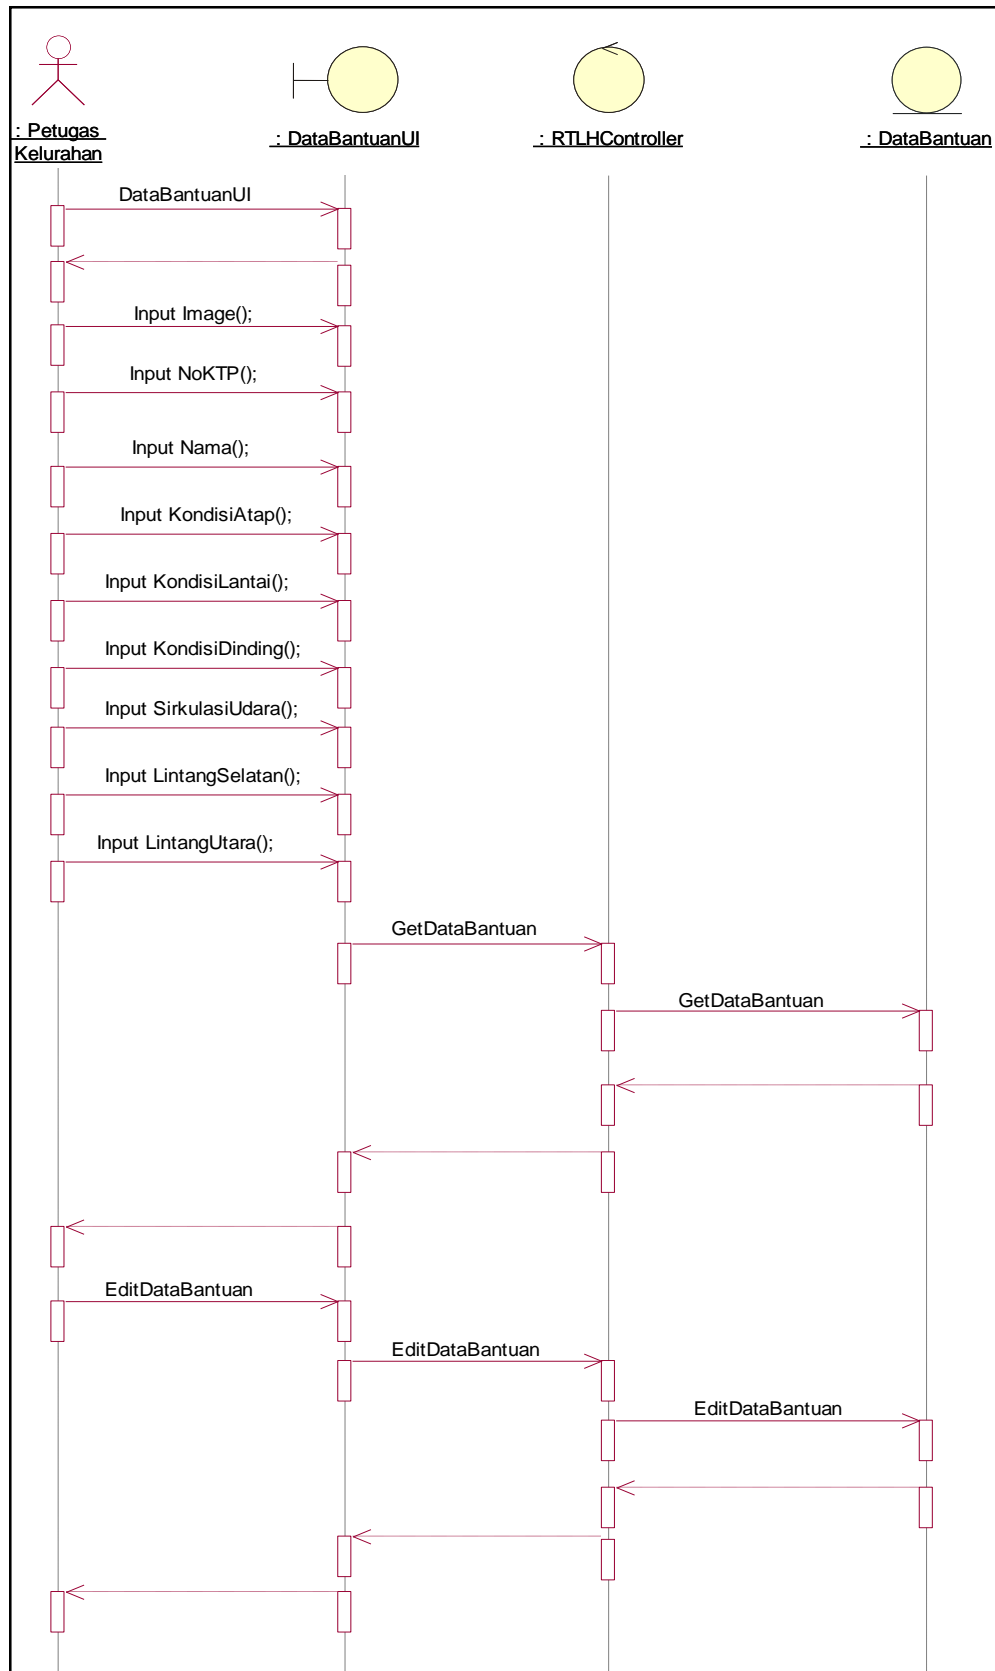 : Petugas
Kelurahan
: DataBantuanUI
: RTLHController
: DataBantuan
DataBantuanUI
Input Image();
Input NoKTP();
Input Nama();
Input KondisiAtap();
Input KondisiLantai();
Input KondisiDinding();
Input SirkulasiUdara();
Input LintangSelatan();
Input LintangUtara();
GetDataBantuan
GetDataBantuan
EditDataBantuan
EditDataBantuan
EditDataBantuan